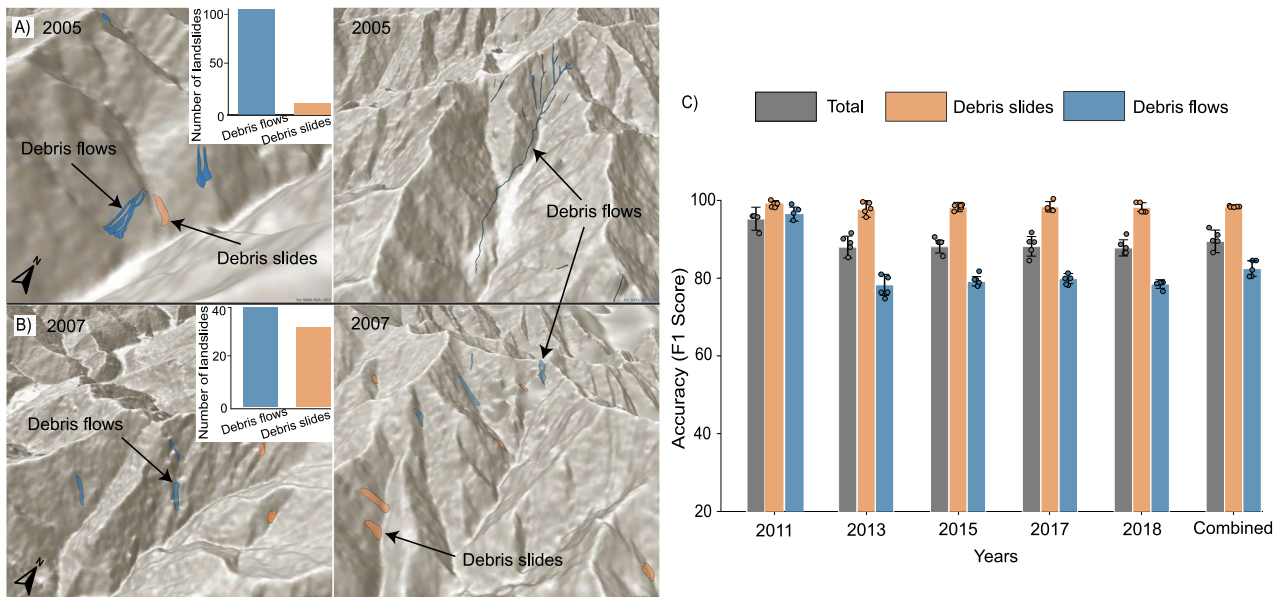 A)
2005
Number of landslides
100
50
0
Debris flows
Debris slides
Debris flows
Debris slides
N
2005
Debris flows
B)
2007
Number of landslides
40
20
0
Debris flows
Debris slides
Debris flows
N
2007
Debris slides
C)
Total
Debris slides
Debris flows
Accuracy (F1 Score)
100
80
60
40
20
2011
2013
2015
2017
2018
Combined
Years